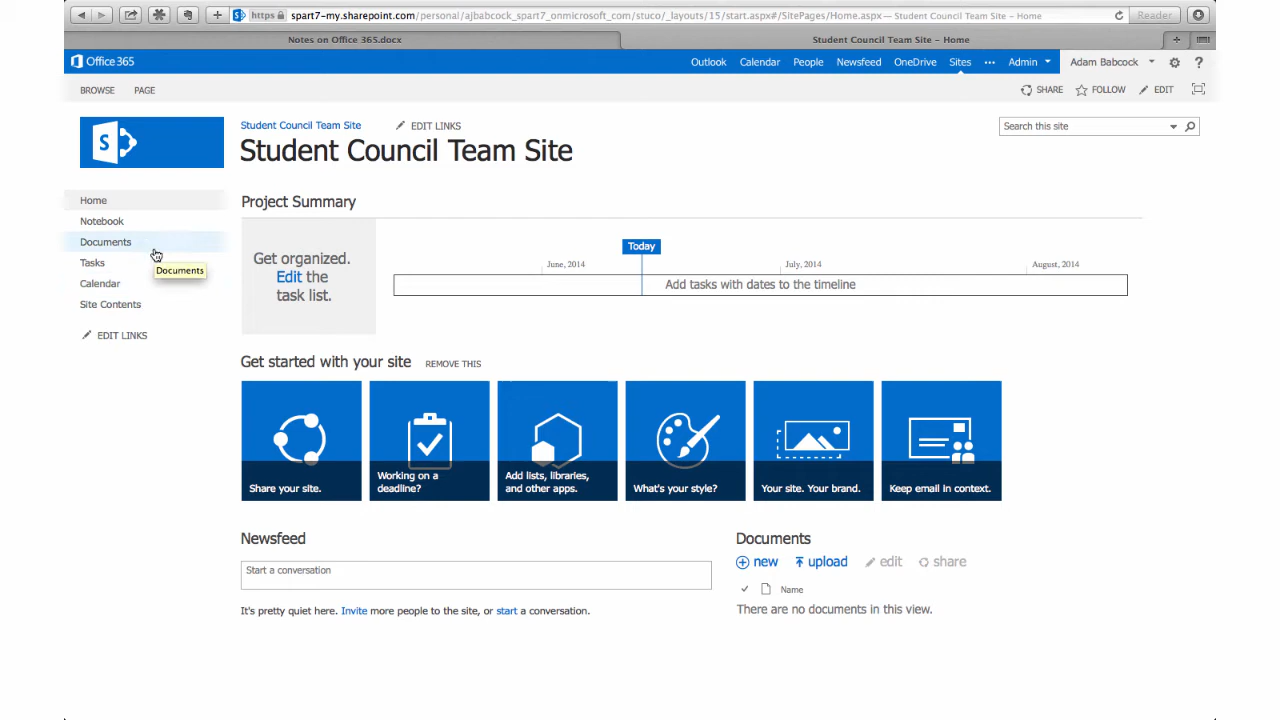 https spart7-my.sharepoint.com/personal/ajbabcock_spart7_onmicrosoft_com/stuco/_layouts/15/start.aspx#/SitePages/Home.aspx — Student Council Team Site – Home Reader
Notes on Office 365.docx Student Council Team Site – Home
Office 365 Outlook Calendar People Newsfeed OneDrive Sites ••• Admin Adam Babcock ?
BROWSE PAGE SHARE FOLLOW EDIT
S
Student Council Team Site EDIT LINKS
Student Council Team Site
Search this site
Home
Notebook
Documents
Tasks
Documents
Calendar
Site Contents
EDIT LINKS
Project Summary
Get organized.
Edit the
task list.
Today
June, 2014 July, 2014 August, 2014
Add tasks with dates to the timeline
Get started with your site REMOVE THIS
Share your site.
Working on a
deadline?
Add lists, libraries,
and other apps.
What's your style?
Your site. Your brand.
Keep email in context.
Newsfeed
Start a conversation
It's pretty quiet here. Invite more people to the site, or start a conversation.
Documents
new upload edit share
Name
There are no documents in this view.